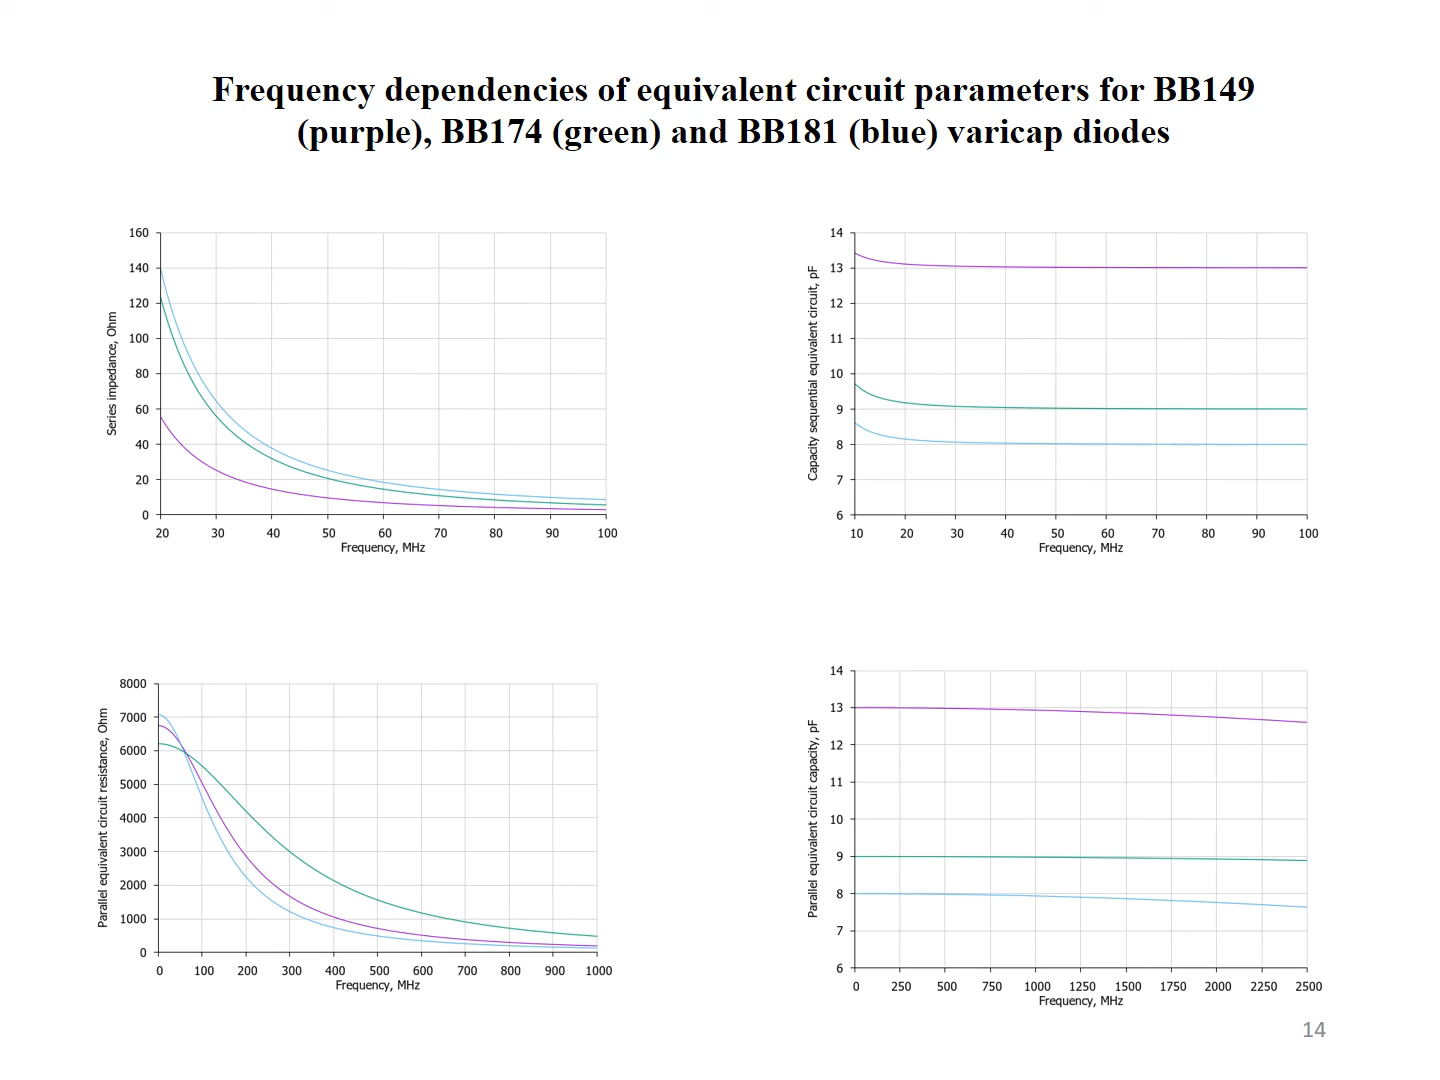 Frequency dependencies of equivalent circuit parameters for BB149
(purple), BB174 (green) and BB181 (blue) varicap diodes
160
140
120
100
80
60
40
20
0
Series impedance, Ohm
20 30 40 50 60 70 80 90 100
Frequency, MHz
14
13
12
11
10
9
8
7
6
Capacity sequential equivalent circuit, pF
10 20 30 40 50 60 70 80 90 100
Frequency, MHz
8000
7000
6000
5000
4000
3000
2000
1000
0
Parallel equivalent circuit resistance, Ohm
0 100 200 300 400 500 600 700 800 900 1000
Frequency, MHz
14
13
12
11
10
9
8
7
6
Parallel equivalent circuit capacity, pF
0 250 500 750 1000 1250 1500 1750 2000 2250 2500
Frequency, MHz
14